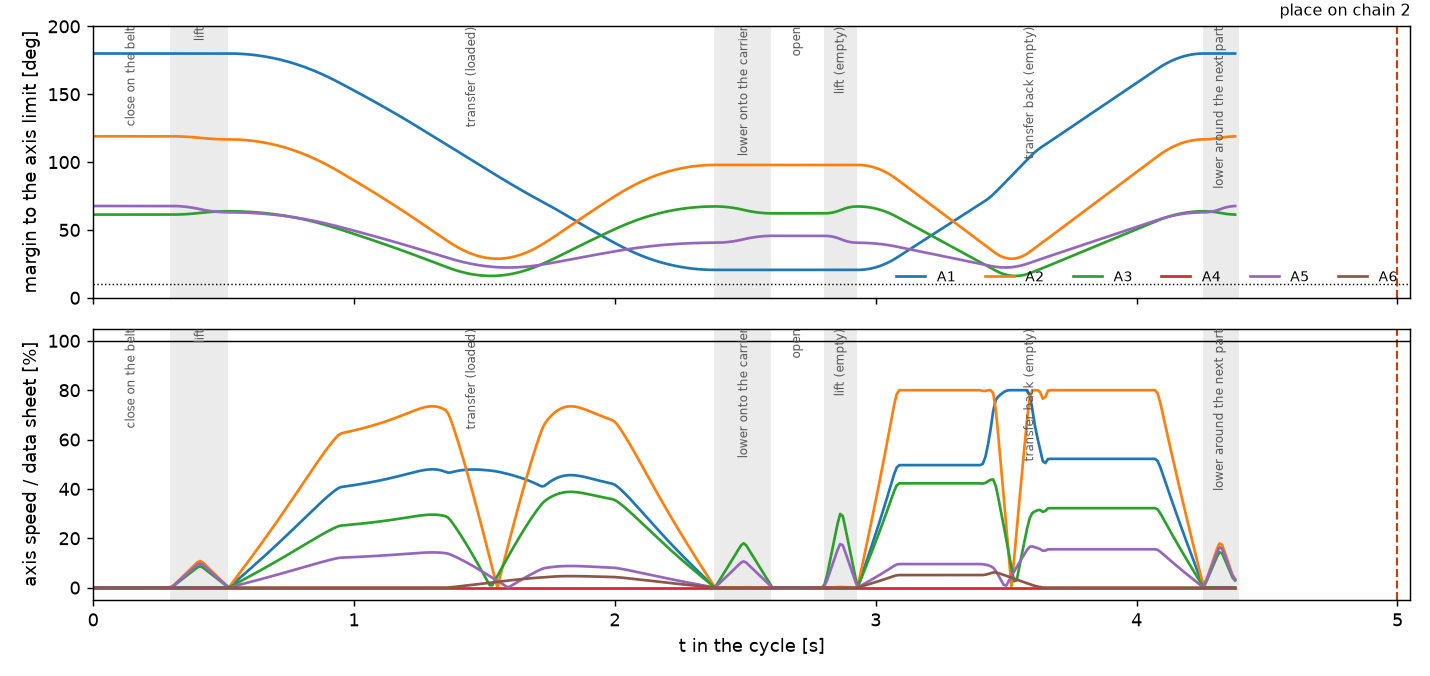 place on chain 2
margin to the axis limit [deg]
200
150
100
50
0
close on the belt
lift
transfer (loaded)
lower onto the carrier
open
lift (empty)
transfer back (empty)
lower around the next part
A1 A2 A3 A4 A5 A6
axis speed / data sheet [%]
100
80
60
40
20
0
close on the belt
lift
transfer (loaded)
lower onto the carrier
open
lift (empty)
transfer back (empty)
lower around the next part
0 1 2 3 4 5
t in the cycle [s]